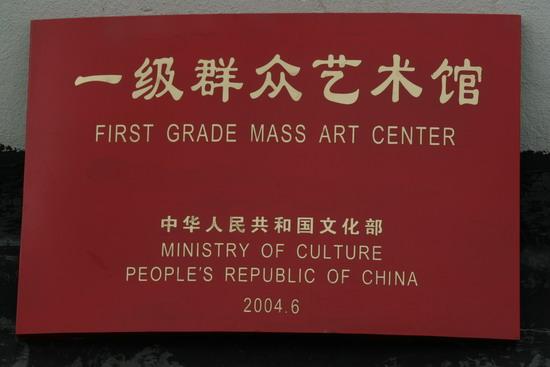 一级群众艺术馆
FIRST GRADE MASS ART CENTER
中华人民共和国文化部
MINISTRY OF CULTURE
PEOPLE'S REPUBLIC OF CHINA
2004.6